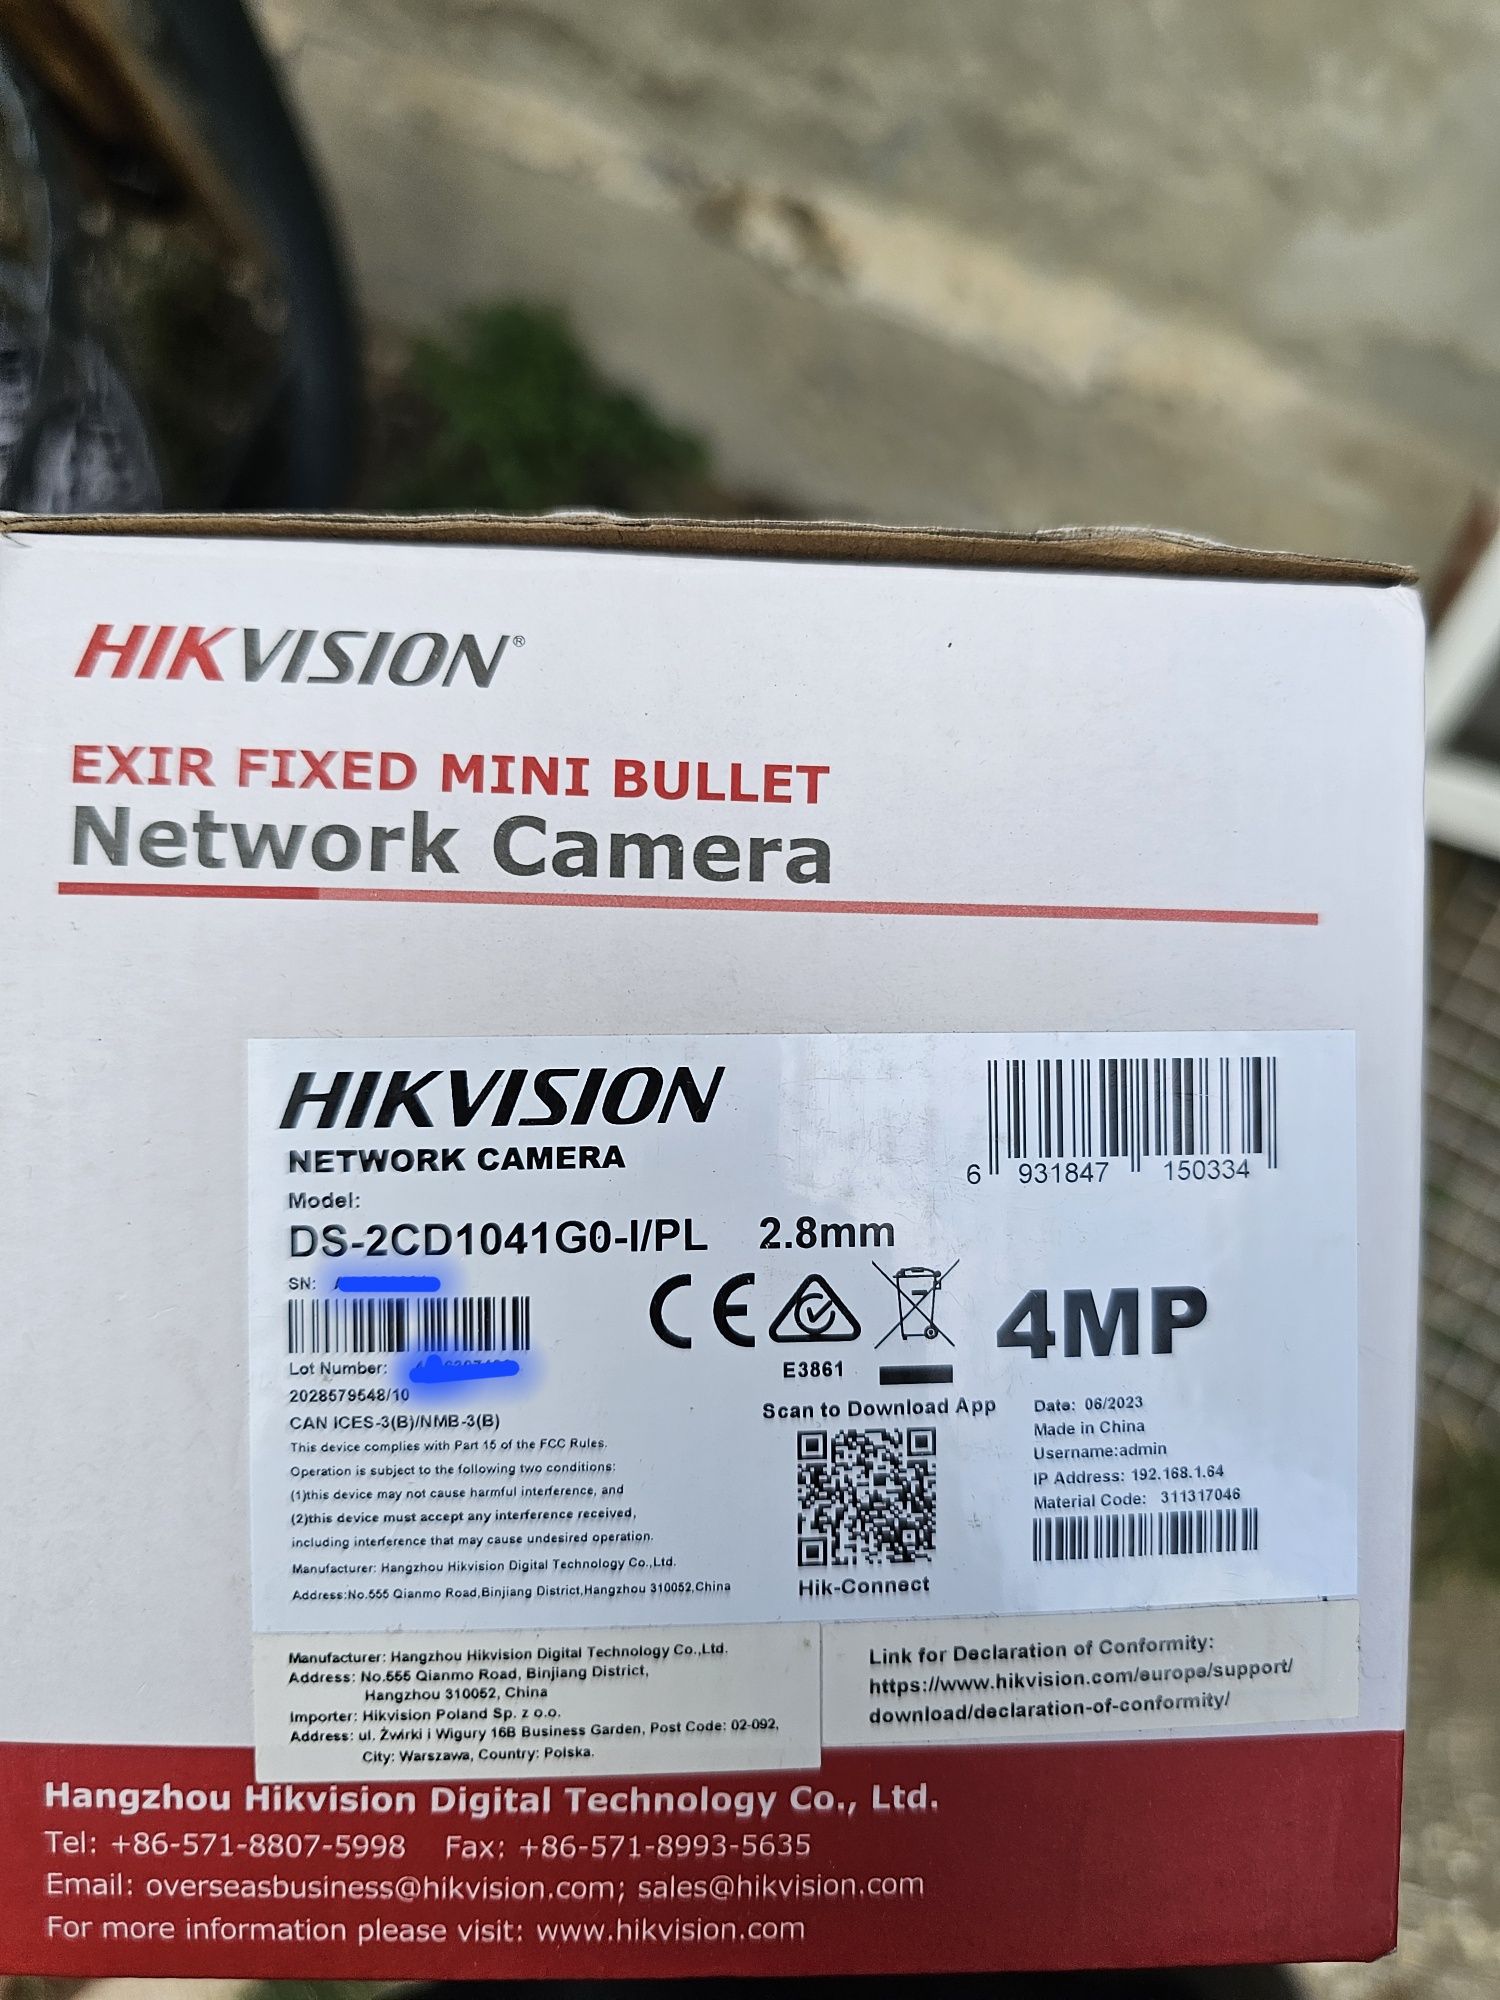 HIKVISION®
EXIR FIXED MINI BULLET
Network Camera
HIKVISION
NETWORK CAMERA
6 931847 150334
Model:
DS-2CD1041G0-I/PL 2.8mm
SN:
CE
4MP
Lot Number:
E3861
2028579548/10
CAN ICES-3(B)/NMB-3(B)
This device complies with Part 15 of the FCC Rules.
Operation is subject to the following two conditions:
(1)this device may not cause harmful interference, and
(2)this device must accept any interference received,
including interference that may cause undesired operation.
Manufacturer: Hangzhou Hikvision Digital Technology Co.,Ltd.
Address:No.555 Qianmo Road,Binjiang District,Hangzhou 310052,China
Scan to Download App
Hik-Connect
Date: 06/2023
Made in China
Username:admin
IP Address: 192.168.1.64
Material Code: 311317046
Manufacturer: Hangzhou Hikvision Digital Technology Co.,Ltd.
Address: No.555 Qianmo Road, Binjiang District,
Hangzhou 310052, China
Importer: Hikvision Poland Sp. z o.o.
Address: ul. Żwirki i Wigury 16B Business Garden, Post Code: 02-092,
City: Warszawa, Country: Polska.
Link for Declaration of Conformity:
https://www.hikvision.com/europe/support/
download/declaration-of-conformity/
Hangzhou Hikvision Digital Technology Co., Ltd.
Tel: +86-571-8807-5998 Fax: +86-571-8993-5635
Email: overseasbusiness@hikvision.com; sales@hikvision.com
For more information please visit: www.hikvision.com